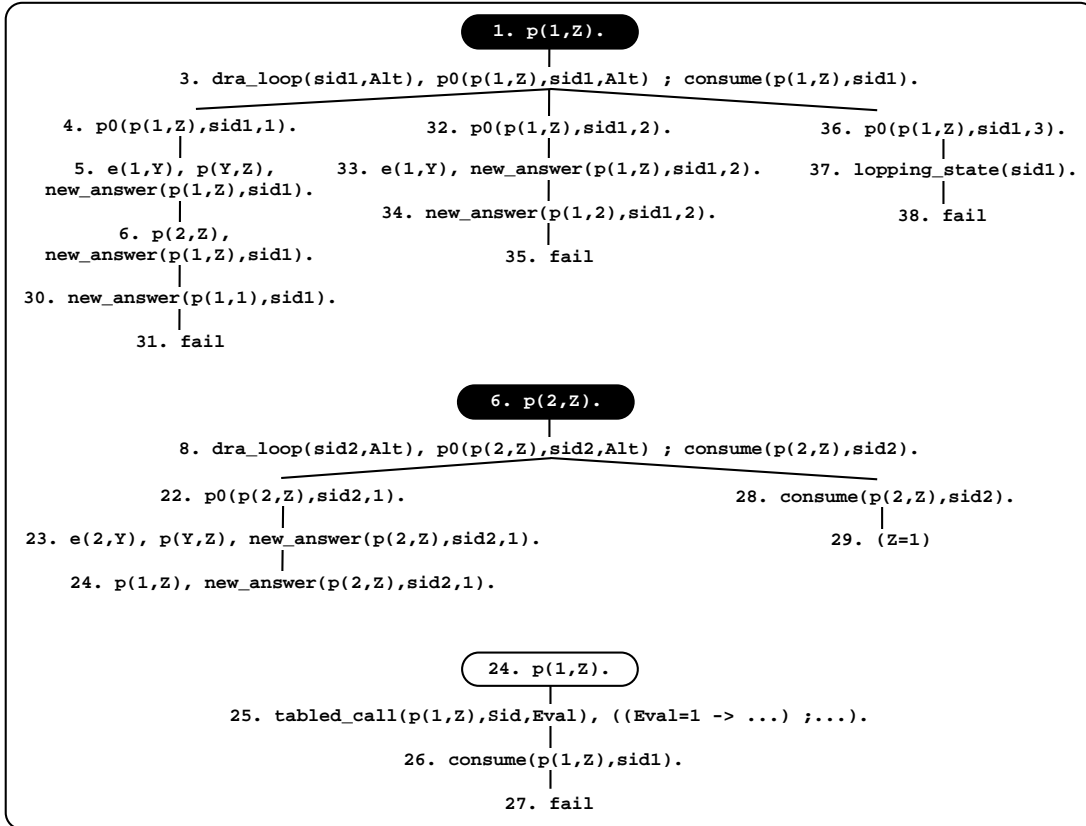 1. p(1,Z).
3. dra_loop(sid1,Alt), p0(p(1,Z),sid1,Alt) ; consume(p(1,Z),sid1).
4. p0(p(1,Z),sid1,1).
5. e(1,Y), p(Y,Z),
new_answer(p(1,Z),sid1).
6. p(2,Z),
new_answer(p(1,Z),sid1).
30. new_answer(p(1,1),sid1).
31. fail
32. p0(p(1,Z),sid1,2).
33. e(1,Y), new_answer(p(1,Z),sid1,2).
34. new_answer(p(1,2),sid1,2).
35. fail
36. p0(p(1,Z),sid1,3).
37. lopping_state(sid1).
38. fail
6. p(2,Z).
8. dra_loop(sid2,Alt), p0(p(2,Z),sid2,Alt) ; consume(p(2,Z),sid2).
22. p0(p(2,Z),sid2,1).
23. e(2,Y), p(Y,Z), new_answer(p(2,Z),sid2,1).
24. p(1,Z), new_answer(p(2,Z),sid2,1).
28. consume(p(2,Z),sid2).
29. (Z=1)
24. p(1,Z).
25. tabled_call(p(1,Z),Sid,Eval), ((Eval=1 -> ...) ;...).
26. consume(p(1,Z),sid1).
27. fail